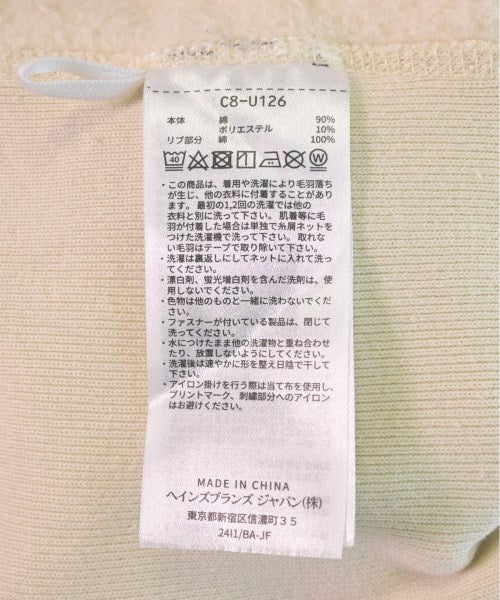 C8-U126
本体 綿 90%
ポリエステル 10%
リブ部分 綿 100%
40 W
・この商品は、着用や洗濯により毛羽落ち
が生じ、他の衣料に付着することがあり
ます。最初の1,2回の洗濯では他の
衣料と別に洗って下さい。肌着等に毛
羽が付着した場合は単独で糸屑ネットを
つけた洗濯機で洗って下さい。取れな
い毛羽はテープで取り除いて下さい。
・洗濯は裏返しにしてネットに入れて洗っ
てください。
・漂白剤、蛍光増白剤を含んだ洗剤は、使
用しないでください。
・色物は他のものと一緒に洗わないでくだ
さい。
・ファスナーが付いている製品は、閉じて
洗ってください。
・水につけたまま他の洗濯物と重ね合わせ
たり、放置しないようにしてください。
・洗濯後は速やかに形を整え日陰で干して
下さい。
・アイロン掛けを行う際は当て布を使用し、
プリントマーク、刺繍部分へのアイロン
はお避けください。
MADE IN CHINA
ヘインズブランズ ジャパン(株)
東京都新宿区信濃町35
24I1/BA-JF